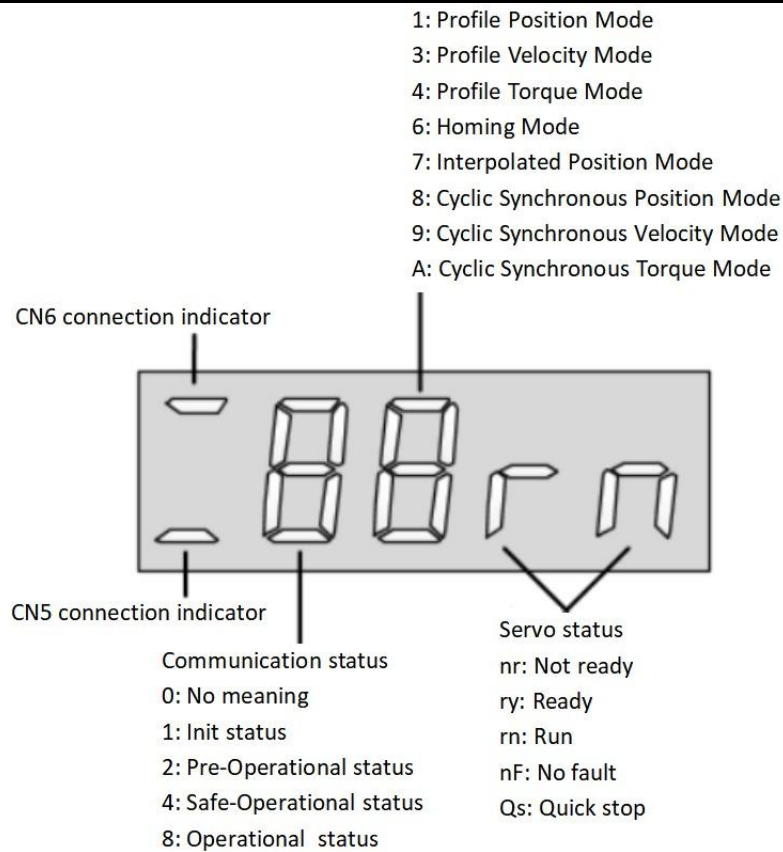 1: Profile Position Mode
3: Profile Velocity Mode
4: Profile Torque Mode
6: Homing Mode
7: Interpolated Position Mode
8: Cyclic Synchronous Position Mode
9: Cyclic Synchronous Velocity Mode
A: Cyclic Synchronous Torque Mode
CN6 connection indicator
88rn
CN5 connection indicator
Communication status
0: No meaning
1: Init status
2: Pre-Operational status
4: Safe-Operational status
8: Operational status
Servo status
nr: Not ready
ry: Ready
rn: Run
nF: No fault
Qs: Quick stop